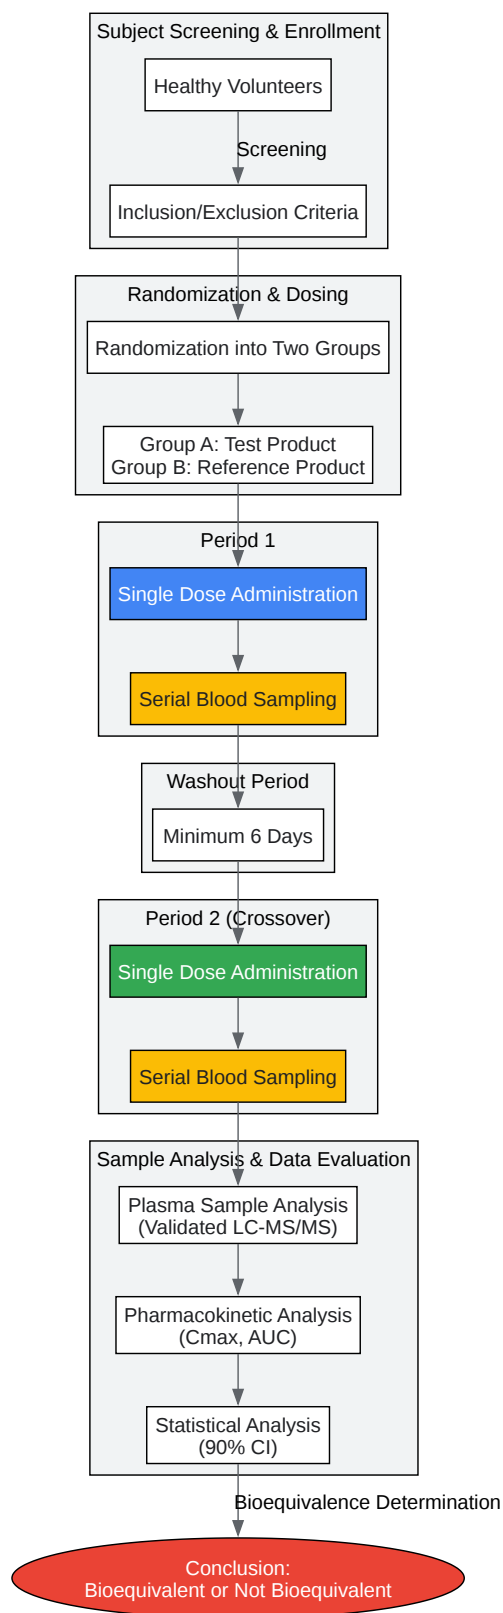 Subject Screening & Enrollment
Healthy Volunteers
Screening
Inclusion/Exclusion Criteria
Randomization & Dosing
Randomization into Two Groups
Group A: Test Product
Group B: Reference Product
Period 1
Single Dose Administration
Serial Blood Sampling
Washout Period
Minimum 6 Days
Period 2 (Crossover)
Single Dose Administration
Serial Blood Sampling
Sample Analysis & Data Evaluation
Plasma Sample Analysis
(Validated LC-MS/MS)
Pharmacokinetic Analysis
(Cmax, AUC)
Statistical Analysis
(90% CI)
Bioequivalence Determination
Conclusion:
Bioequivalent or Not Bioequivalent